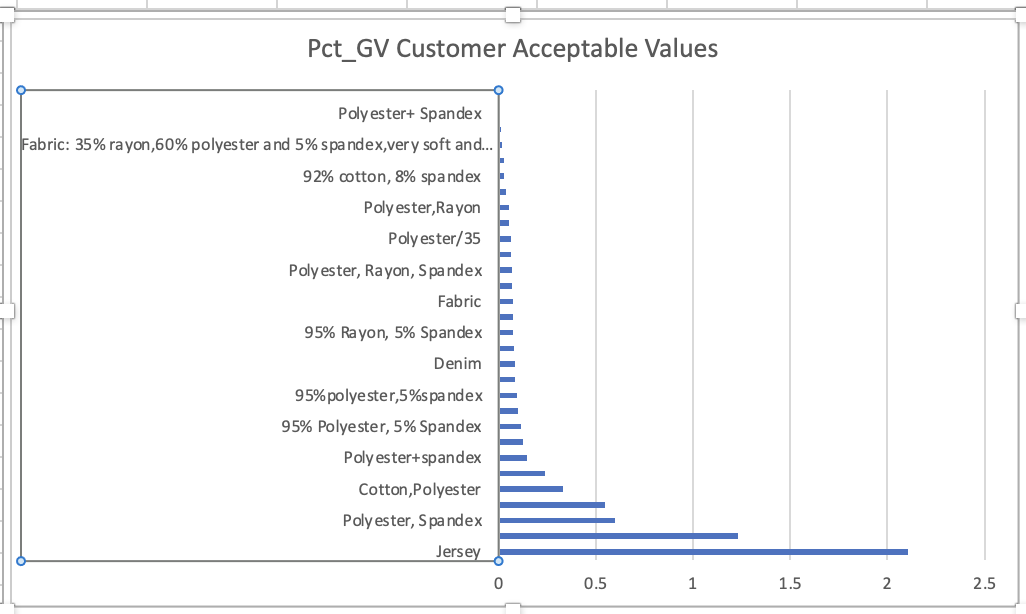 Pct_GV Customer Acceptable Values
Polyester+ Spandex
Fabric: 35% rayon,60% polyester and 5% spandex,very soft and...
92% cotton, 8% spandex
Polyester,Rayon
Polyester/35
Polyester, Rayon, Spandex
Fabric
95% Rayon, 5% Spandex
Denim
95%polyester,5%spandex
95% Polyester, 5% Spandex
Polyester+spandex
Cotton,Polyester
Polyester, Spandex
Jersey
0 0.5 1 1.5 2 2.5